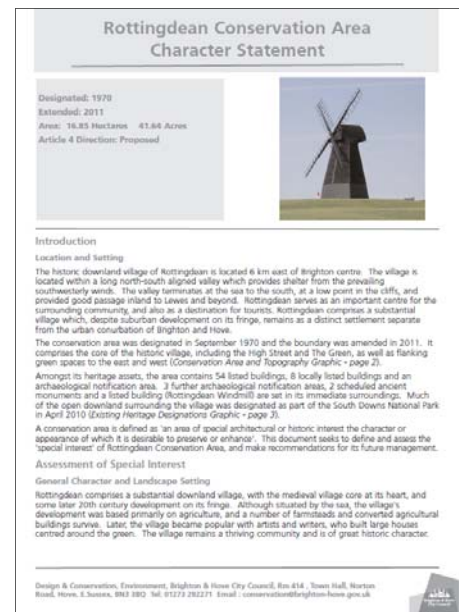 Rottingdean Conservation Area
Character Statement
Designated: 1970
Extended: 2011
Area: 16.85 Hectares 41.64 Acres
Article 4 Direction: Proposed
Introduction
Location and Setting
The historic downland village of Rottingdean is located 6 km east of Brighton centre. The village is
located within a long north-south aligned valley which provides shelter from the prevailing
southwesterly winds. The valley terminates at the sea to the south, at a low point in the cliffs, and
provided good passage inland to Lewes and beyond. Rottingdean serves as an important centre for the
surrounding community, and also as a destination for tourists. Rottingdean comprises a substantial
village which, despite suburban development on its fringe, remains as a distinct settlement separate
from the urban conurbation of Brighton and Hove.
The conservation area was designated in September 1970 and the boundary was amended in 2011. It
comprises the core of the historic village, including the High Street and The Green, as well as flanking
green spaces to the east and west (Conservation Area and Topography Graphic - page 2).
Amongst its heritage assets, the area contains 54 listed buildings, 8 locally listed buildings and an
archaeological notification area. 3 further archaeological notification areas, 2 scheduled ancient
monuments and a listed building (Rottingdean Windmill) are set in its immediate surroundings. Much
of the open downland surrounding the village was designated as part of the South Downs National Park
in April 2010 (Existing Heritage Designations Graphic - page 3).
A conservation area is defined as 'an area of special architectural or historic interest the character or
appearance of which it is desirable to preserve or enhance'. This document seeks to define and assess the
'special interest' of Rottingdean Conservation Area, and make recommendations for its future management.
Assessment of Special Interest
General Character and Landscape Setting
Rottingdean comprises a substantial downland village, with the medieval village core at its heart, and
some later 20th century development on its fringe. Although situated by the sea, the village's
development was based primarily on agriculture, and a number of farmsteads and converted agricultural
buildings survive. Later, the village became popular with artists and writers, who built large houses
centred around the green. The village remains a thriving community and is of great historic character.
Design & Conservation, Environment, Brighton & Hove City Council, Rm 414 , Town Hall, Norton
Road, Hove, E.Sussex, BN3 3BQ Tel: 01273 292271 Email : conservation@brighton-hove.gov.uk